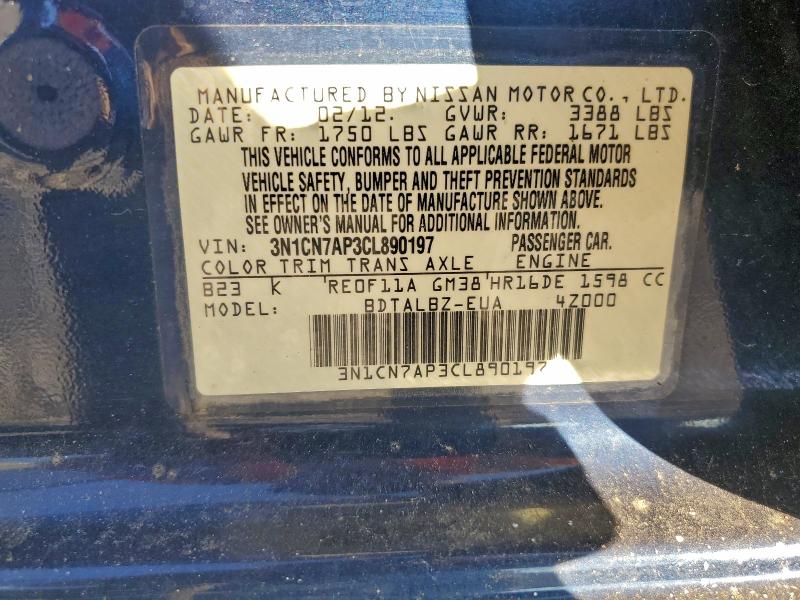 MANUFACTURED BY NISSAN MOTOR CO., LTD.
DATE: 02/12. GVWR: 3388 LBS
GAWR FR: 1750 LBS GAWR RR: 1671 LBS
THIS VEHICLE CONFORMS TO ALL APPLICABLE FEDERAL MOTOR
VEHICLE SAFETY, BUMPER AND THEFT PREVENTION STANDARDS
IN EFFECT ON THE DATE OF MANUFACTURE SHOWN ABOVE.
SEE OWNER'S MANUAL FOR ADDITIONAL INFORMATION.
VIN: 3N1CN7AP3CL890197 PASSENGER CAR.
COLOR TRIM TRANS AXLE ENGINE
B23 K 'RE0F11A GM38'HR16DE 1598 CC
MODEL: BDTALBZ-EUA 4Z000
3N1CN7AP3CL890197